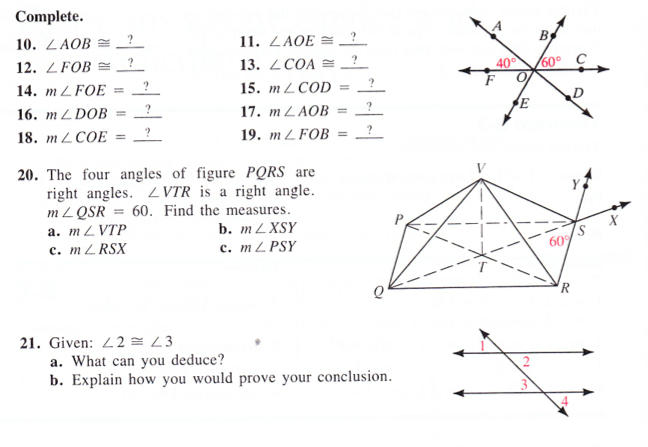 Complete.
10. ∠AOB ≅ ?
11. ∠AOE ≅ ?
12. ∠FOB ≅ ?
13. ∠COA ≅ ?
14. m∠FOE = ?
15. m∠COD = ?
16. m∠DOB = ?
17. m∠AOB = ?
18. m∠COE = ?
19. m∠FOB = ?
A
B
40°
60°
C
F
O
D
E
20. The four angles of figure PQRS are
right angles. ∠VTR is a right angle.
m∠QSR = 60. Find the measures.
a. m∠VTP
b. m∠XSY
c. m∠RSX
c. m∠PSY
V
Y
P
X
S
60°
T
Q
R
21. Given: ∠2 ≅ ∠3
a. What can you deduce?
b. Explain how you would prove your conclusion.
1
2
3
4